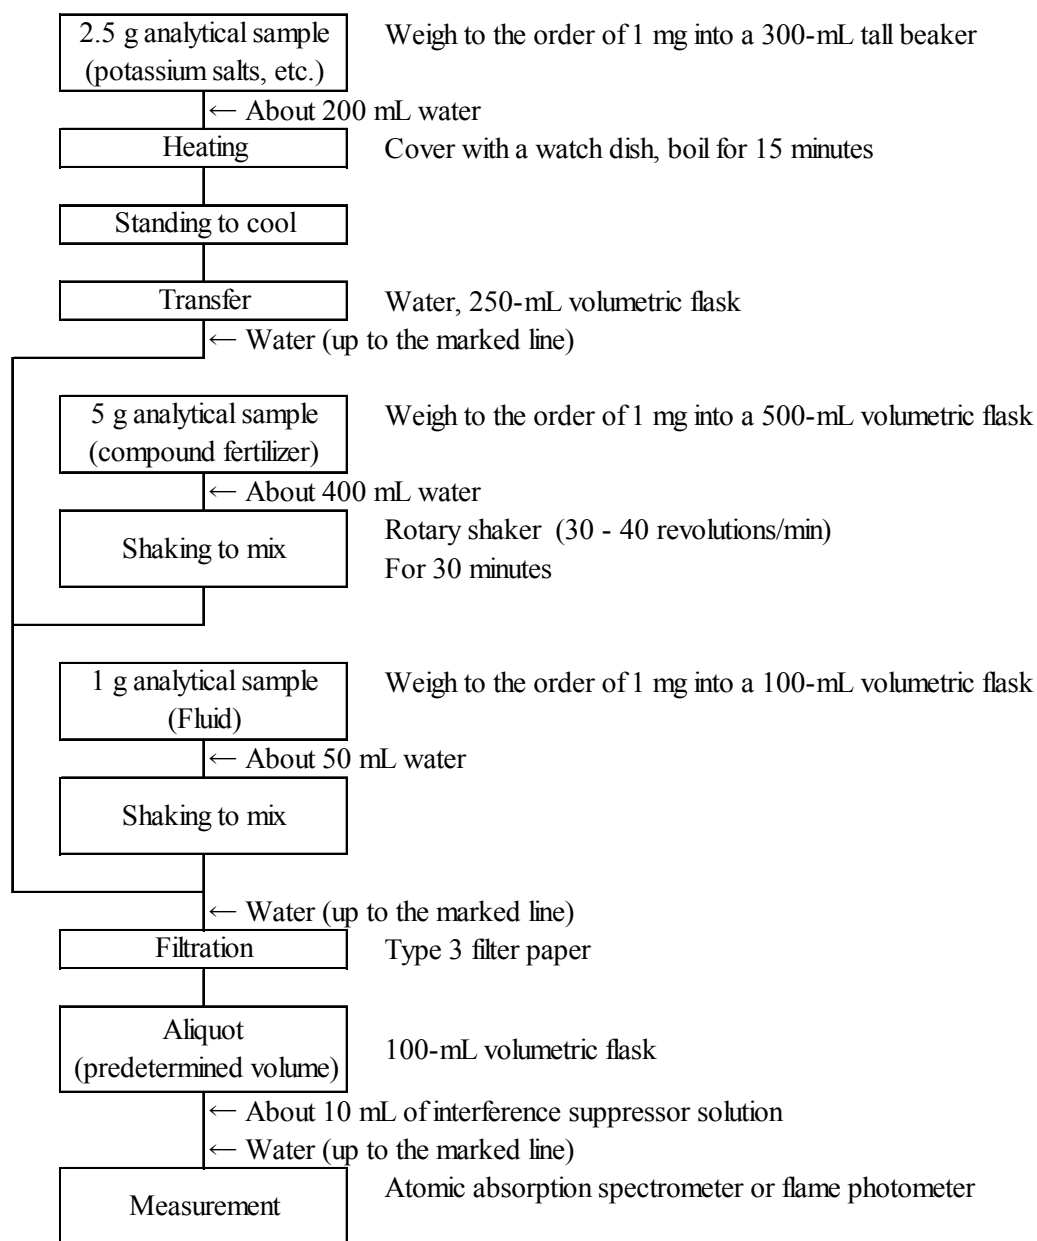 2.5 g analytical sample
(potassium salts, etc.)
Weigh to the order of 1 mg into a 300-mL tall beaker
← About 200 mL water
Heating
Cover with a watch dish, boil for 15 minutes
Standing to cool
Transfer
Water, 250-mL volumetric flask
← Water (up to the marked line)
5 g analytical sample
(compound fertilizer)
Weigh to the order of 1 mg into a 500-mL volumetric flask
← About 400 mL water
Shaking to mix
Rotary shaker (30 - 40 revolutions/min)
For 30 minutes
1 g analytical sample
(Fluid)
Weigh to the order of 1 mg into a 100-mL volumetric flask
← About 50 mL water
Shaking to mix
← Water (up to the marked line)
Filtration
Type 3 filter paper
Aliquot
(predetermined volume)
100-mL volumetric flask
← About 10 mL of interference suppressor solution
← Water (up to the marked line)
Measurement
Atomic absorption spectrometer or flame photometer